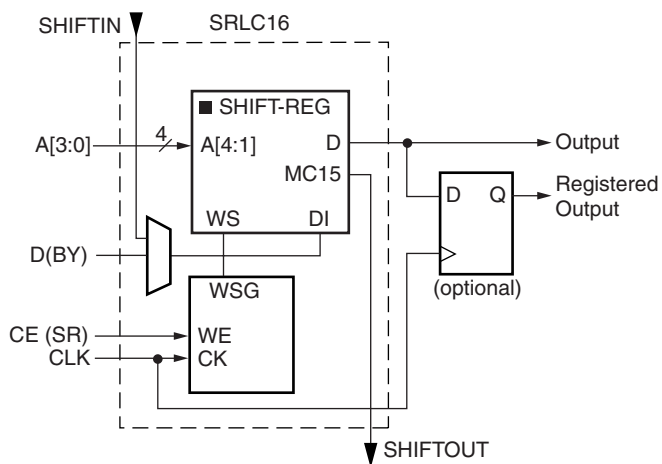 SHIFTIN
SRLC16
SHIFT-REG
A[3:0]
4
A[4:1]
D
MC15
Output
D Q
Registered
Output
WS
DI
D(BY)
WSG
(optional)
CE (SR)
WE
CLK
CK
SHIFTOUT